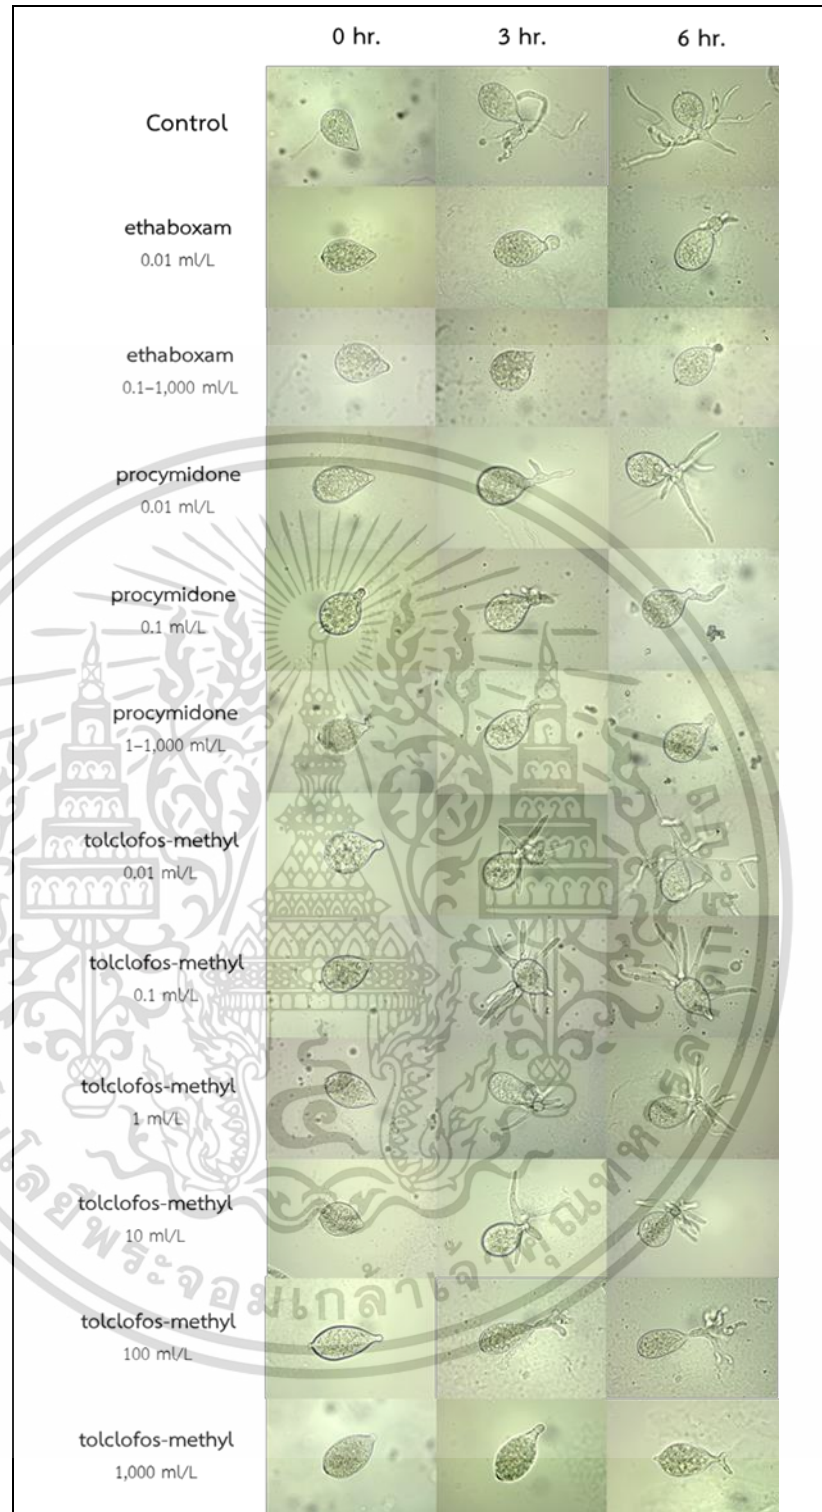 0 hr. 3 hr. 6 hr.
Control
ethaboxam
0.01 ml/L
ethaboxam
0.1–1,000 ml/L
procymidone
0.01 ml/L
procymidone
0.1 ml/L
procymidone
1–1,000 ml/L
tolclofos-methyl
0.01 ml/L
tolclofos-methyl
0.1 ml/L
tolclofos-methyl
1 ml/L
tolclofos-methyl
10 ml/L
tolclofos-methyl
100 ml/L
tolclofos-methyl
1,000 ml/L